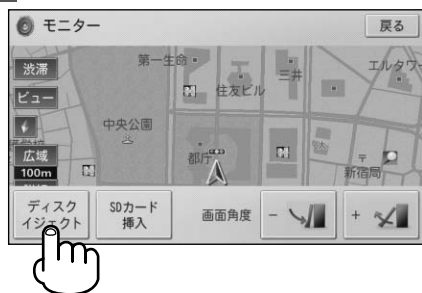 モニター
戻る
渋滞
第一生命
三井
エルタワー
ビュー
住友ビル
中央公園
広域
都庁
100m
新宿局
ディスク
イジェクト
SDカード
挿入
画面角度
-
+